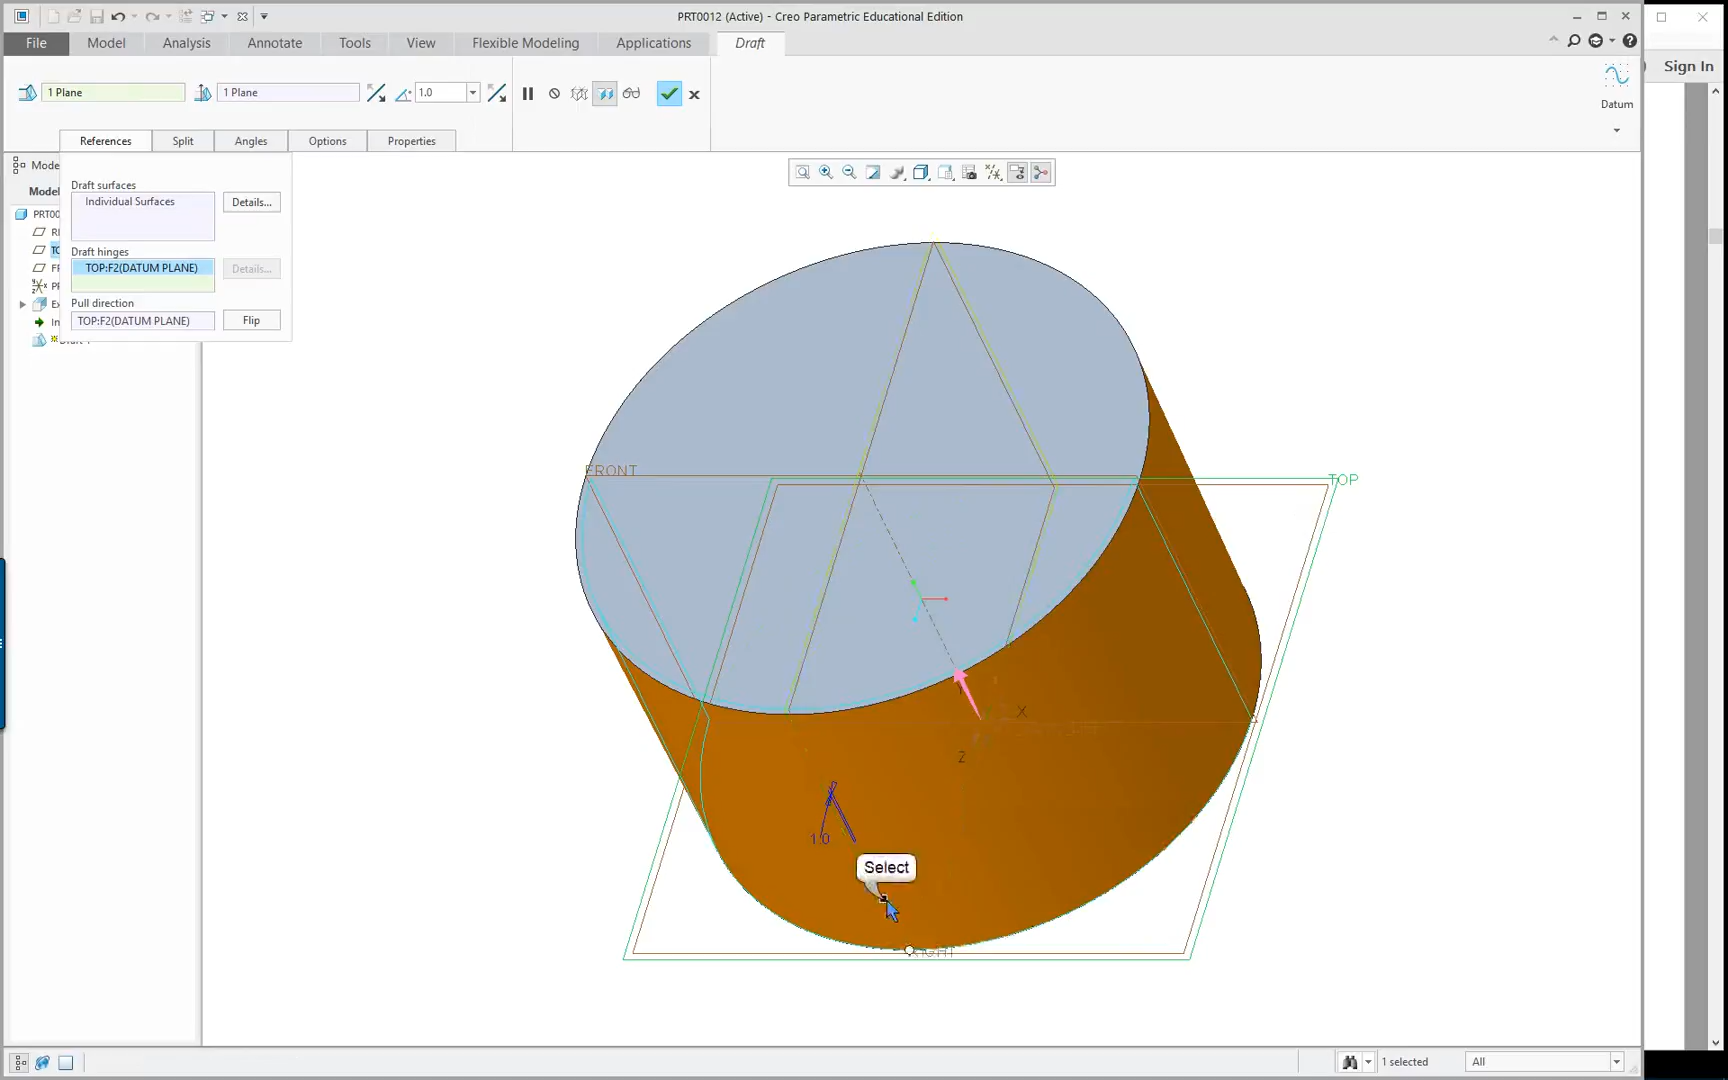 PRT0012 (Active) - Creo Parametric Educational Edition
File Model Analysis Annotate Tools View Flexible Modeling Applications Draft
Sign In
1 Plane 1 Plane 1.0
Datum
References Split Angles Options Properties
Mode
Draft surfaces
Model
Individual Surfaces Details...
PRT00
Draft hinges
TOP:F2(DATUM PLANE) Details...
Pull direction
TOP:F2(DATUM PLANE) Flip
FRONT
TOP
X
Z
1.0
Select
RIGHT
1 selected All